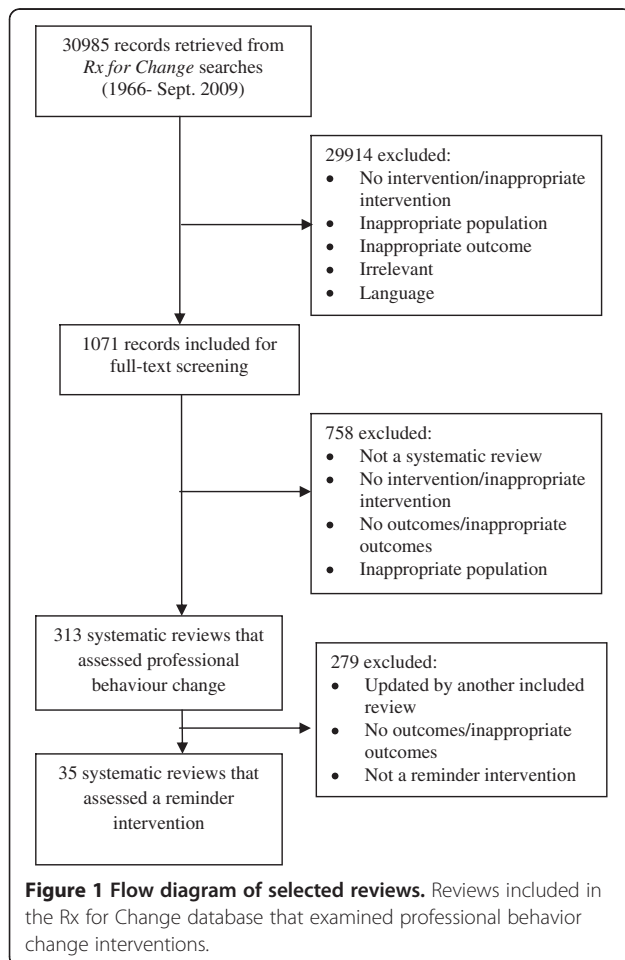 30985 records retrieved from
Rx for Change searches
(1966- Sept. 2009)
29914 excluded:
• No intervention/inappropriate
intervention
• Inappropriate population
• Inappropriate outcome
• Irrelevant
• Language
1071 records included for
full-text screening
758 excluded:
• Not a systematic review
• No intervention/inappropriate
intervention
• No outcomes/inappropriate
outcomes
• Inappropriate population
313 systematic reviews that
assessed professional
behaviour change
279 excluded:
• Updated by another included
review
• No outcomes/inappropriate
outcomes
• Not a reminder intervention
35 systematic reviews that
assessed a reminder
intervention
Figure 1 Flow diagram of selected reviews. Reviews included in
the Rx for Change database that examined professional behavior
change interventions.